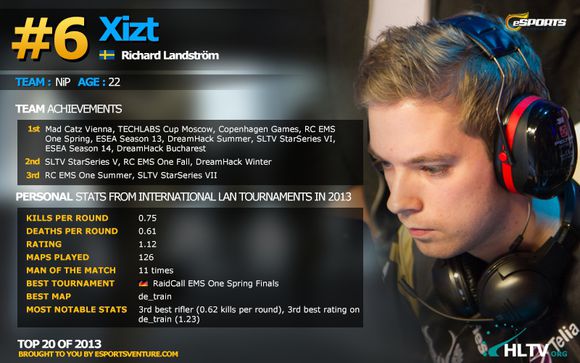 #6 Xizt
Richard Landström
eSPORTS
TEAM : NiP AGE : 22
TEAM ACHIEVEMENTS
1st Mad Catz Vienna, TECHLABS Cup Moscow, Copenhagen Games, RC EMS
One Spring, ESEA Season 13, DreamHack Summer, SLTV StarSeries VI,
ESEA Season 14, DreamHack Bucharest
2nd SLTV StarSeries V, RC EMS One Fall, DreamHack Winter
3rd RC EMS One Summer, SLTV StarSeries VII
PERSONAL STATS FROM INTERNATIONAL LAN TOURNAMENTS IN 2013
KILLS PER ROUND 0.75
DEATHS PER ROUND 0.61
RATING 1.12
MAPS PLAYED 126
MAN OF THE MATCH 11 times
BEST TOURNAMENT RaidCall EMS One Spring Finals
BEST MAP de_train
MOST NOTABLE STATS 3rd best rifler (0.62 kills per round), 3rd best rating on
de_train (1.23)
TOP 20 OF 2013
BROUGHT TO YOU BY ESPORTSVENTURE.COM
HLTV.ORG